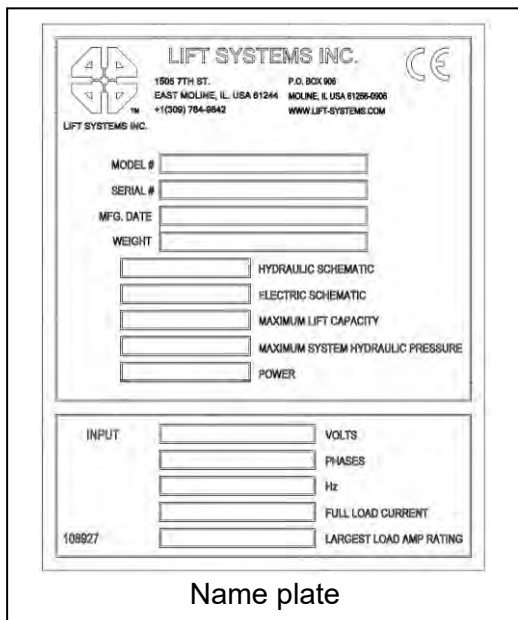 LIFT SYSTEMS INC.
CE
1505 7TH ST.
P.O. BOX 906
EAST MOLINE, IL. USA 61244
MOLINE, IL USA 61266-0906
+1(309) 764-9842
WWW.LIFT-SYSTEMS.COM
TM
LIFT SYSTEMS INC.
MODEL #
SERIAL #
MFG. DATE
WEIGHT
HYDRAULIC SCHEMATIC
ELECTRIC SCHEMATIC
MAXIMUM LIFT CAPACITY
MAXIMUM SYSTEM HYDRAULIC PRESSURE
POWER
INPUT
VOLTS
PHASES
Hz
FULL LOAD CURRENT
108927
LARGEST LOAD AMP RATING
Name plate